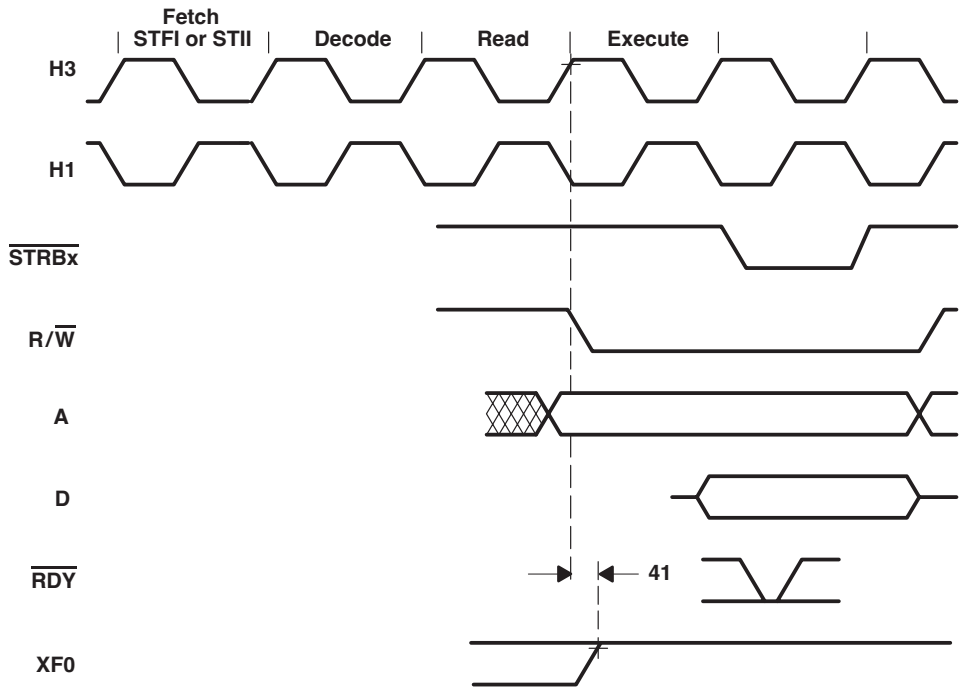 Fetch
STFI or STII | Decode | Read | Execute
H3
H1
STRBx
R/W
A
D
RDY
41
XF0